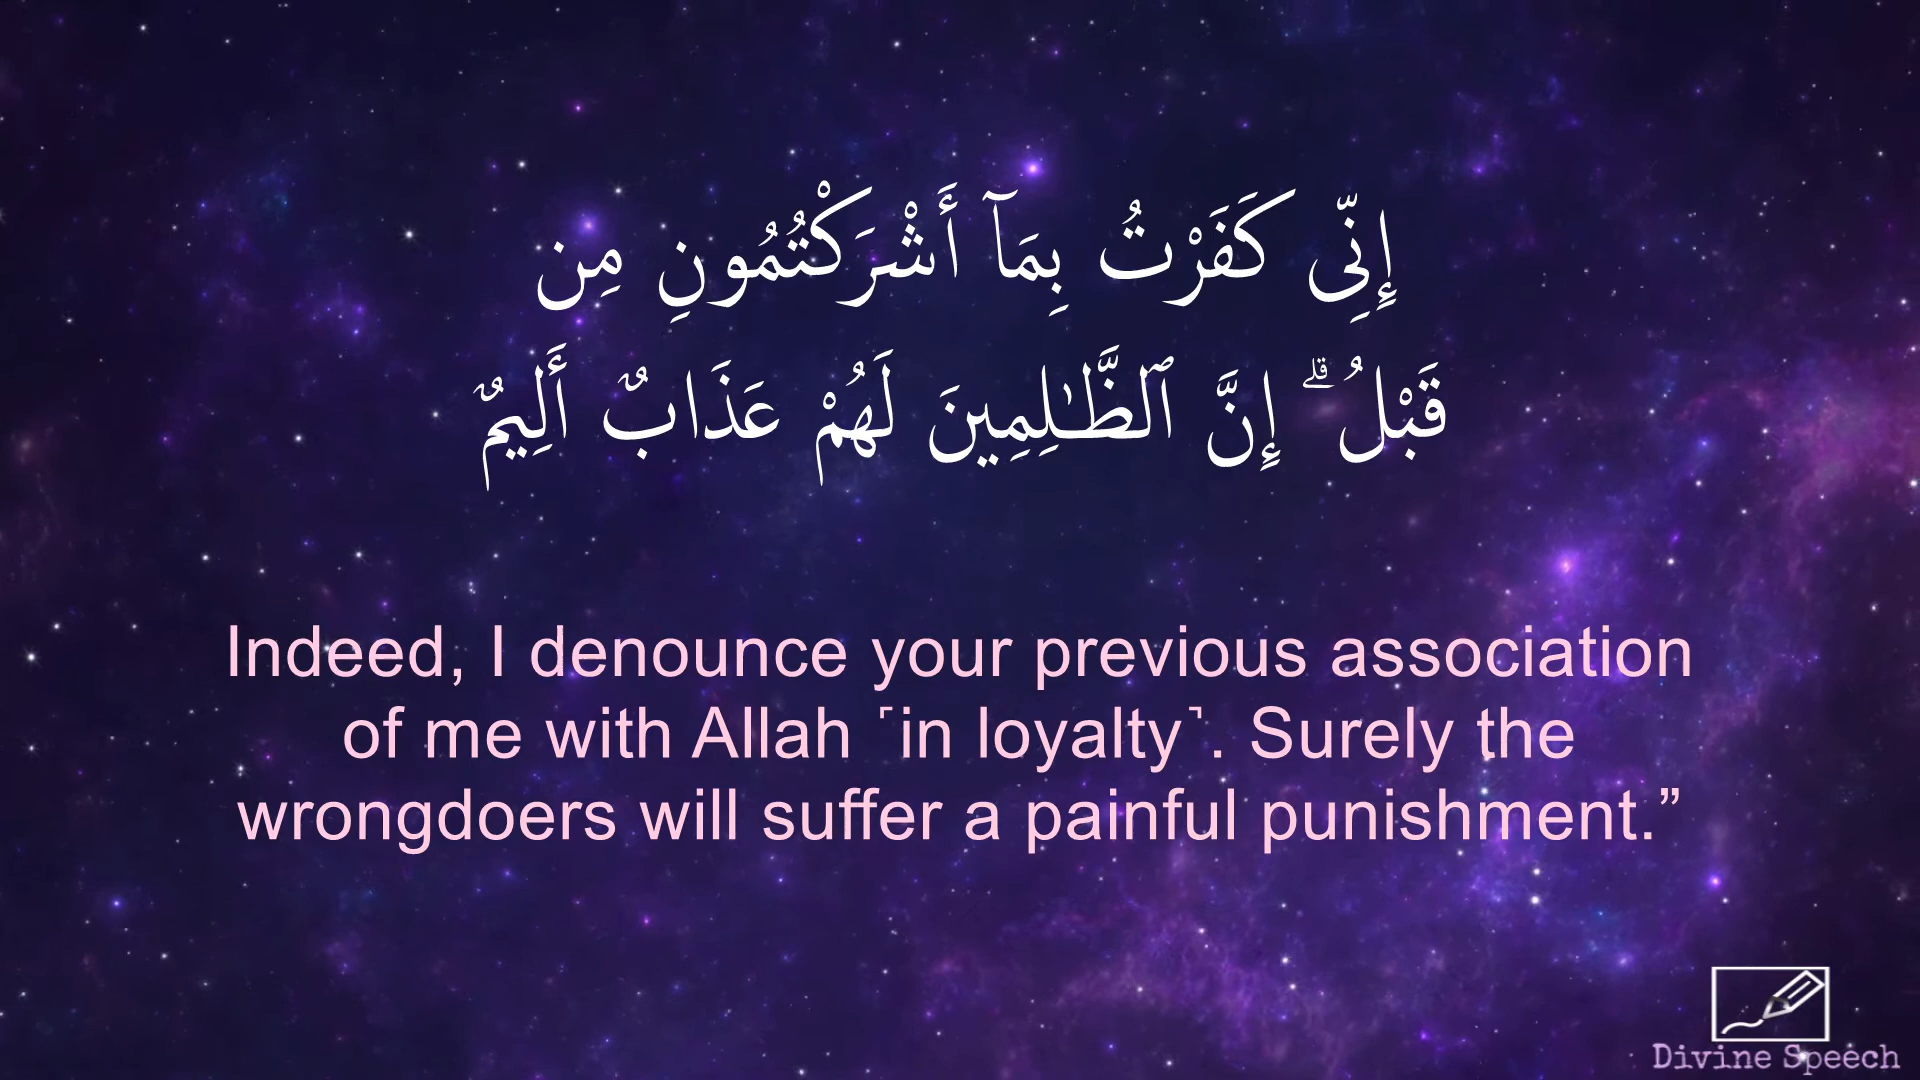 إِنِّى كَفَرْتُ بِمَآ أَشْرَكْتُمُونِ مِن
قَبْلُ ۗ إِنَّ ٱلظَّـٰلِمِينَ لَهُمْ عَذَابٌ أَلِيمٌ
Indeed, I denounce your previous association
of me with Allah ˹in loyalty˺. Surely the
wrongdoers will suffer a painful punishment.”
Divine Speech